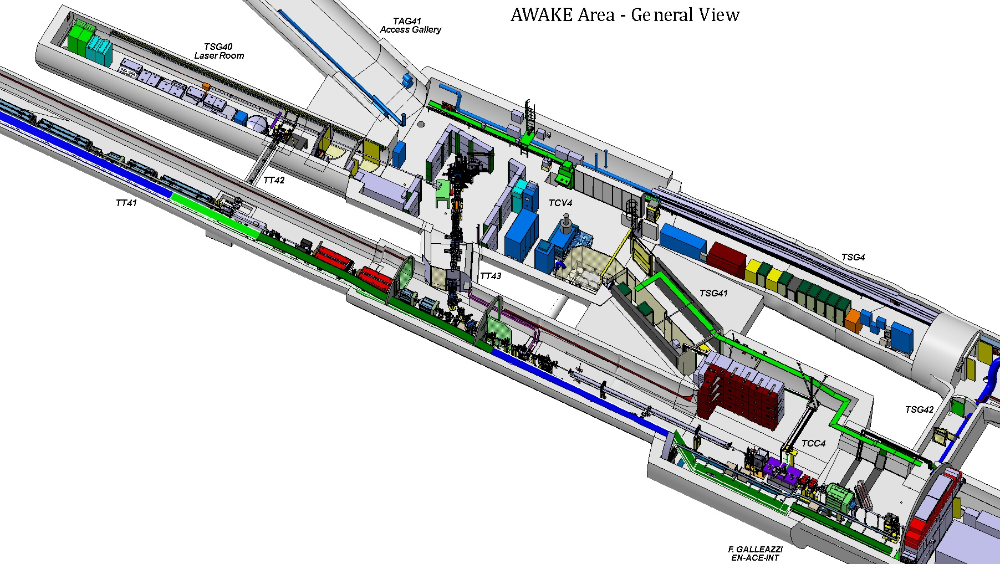 AWAKE Area - General View
TAG41
Access Gallery
TSG40
Laser Room
TT42
TT41
TCV4
TSG4
TT43
TSG41
TSG42
TCC4
F. GALLEAZZI
EN-ACE-INT